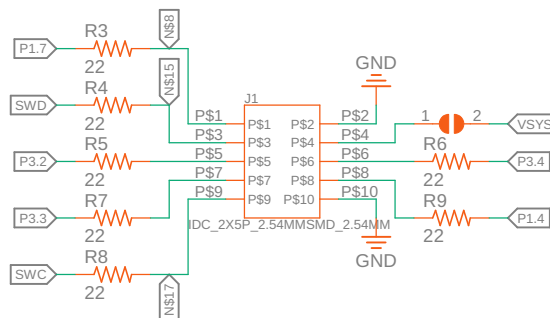 R3
N$8
P1.7
22
GND
R4
N$15
SWD
22
J1
P$1
P$1
P$2
P$2
1
2
VSYS
P$3
P$3
P$4
P$4
R5
P3.2
22
P$5
P$5
P$6
P$6
R6
P3.4
22
P$7
P$7
P$8
P$8
R7
P3.3
22
P$9
P$9
P$10
P$10
R9
P1.4
22
IDC_2X5P_2.54MMSMD_2.54MM
R8
SWC
22
N$17
GND